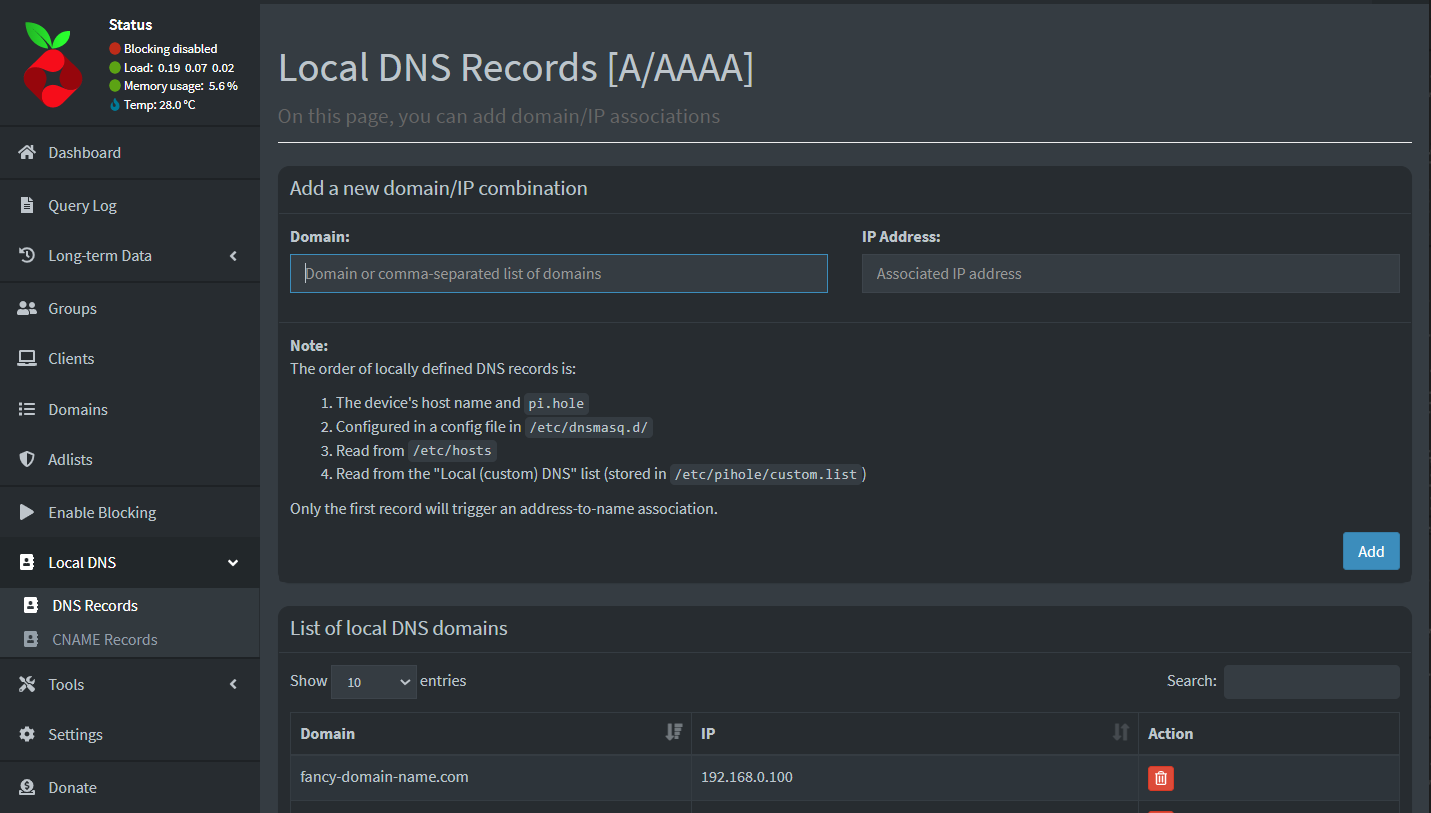 Status
Blocking disabled
Load: 0.19 0.07 0.02
Memory usage: 5.6 %
Temp: 28.0 °C
Dashboard
Query Log
Long-term Data
Groups
Clients
Domains
Adlists
Enable Blocking
Local DNS
DNS Records
CNAME Records
Tools
Settings
Donate
Local DNS Records [A/AAAA]
On this page, you can add domain/IP associations
Add a new domain/IP combination
Domain: IP Address:
Domain or comma-separated list of domains Associated IP address
Note:
The order of locally defined DNS records is:
1. The device's host name and pi.hole
2. Configured in a config file in /etc/dnsmasq.d/
3. Read from /etc/hosts
4. Read from the "Local (custom) DNS" list (stored in /etc/pihole/custom.list )
Only the first record will trigger an address-to-name association.
Add
List of local DNS domains
Show 10 entries Search:
Domain IP Action
fancy-domain-name.com 192.168.0.100